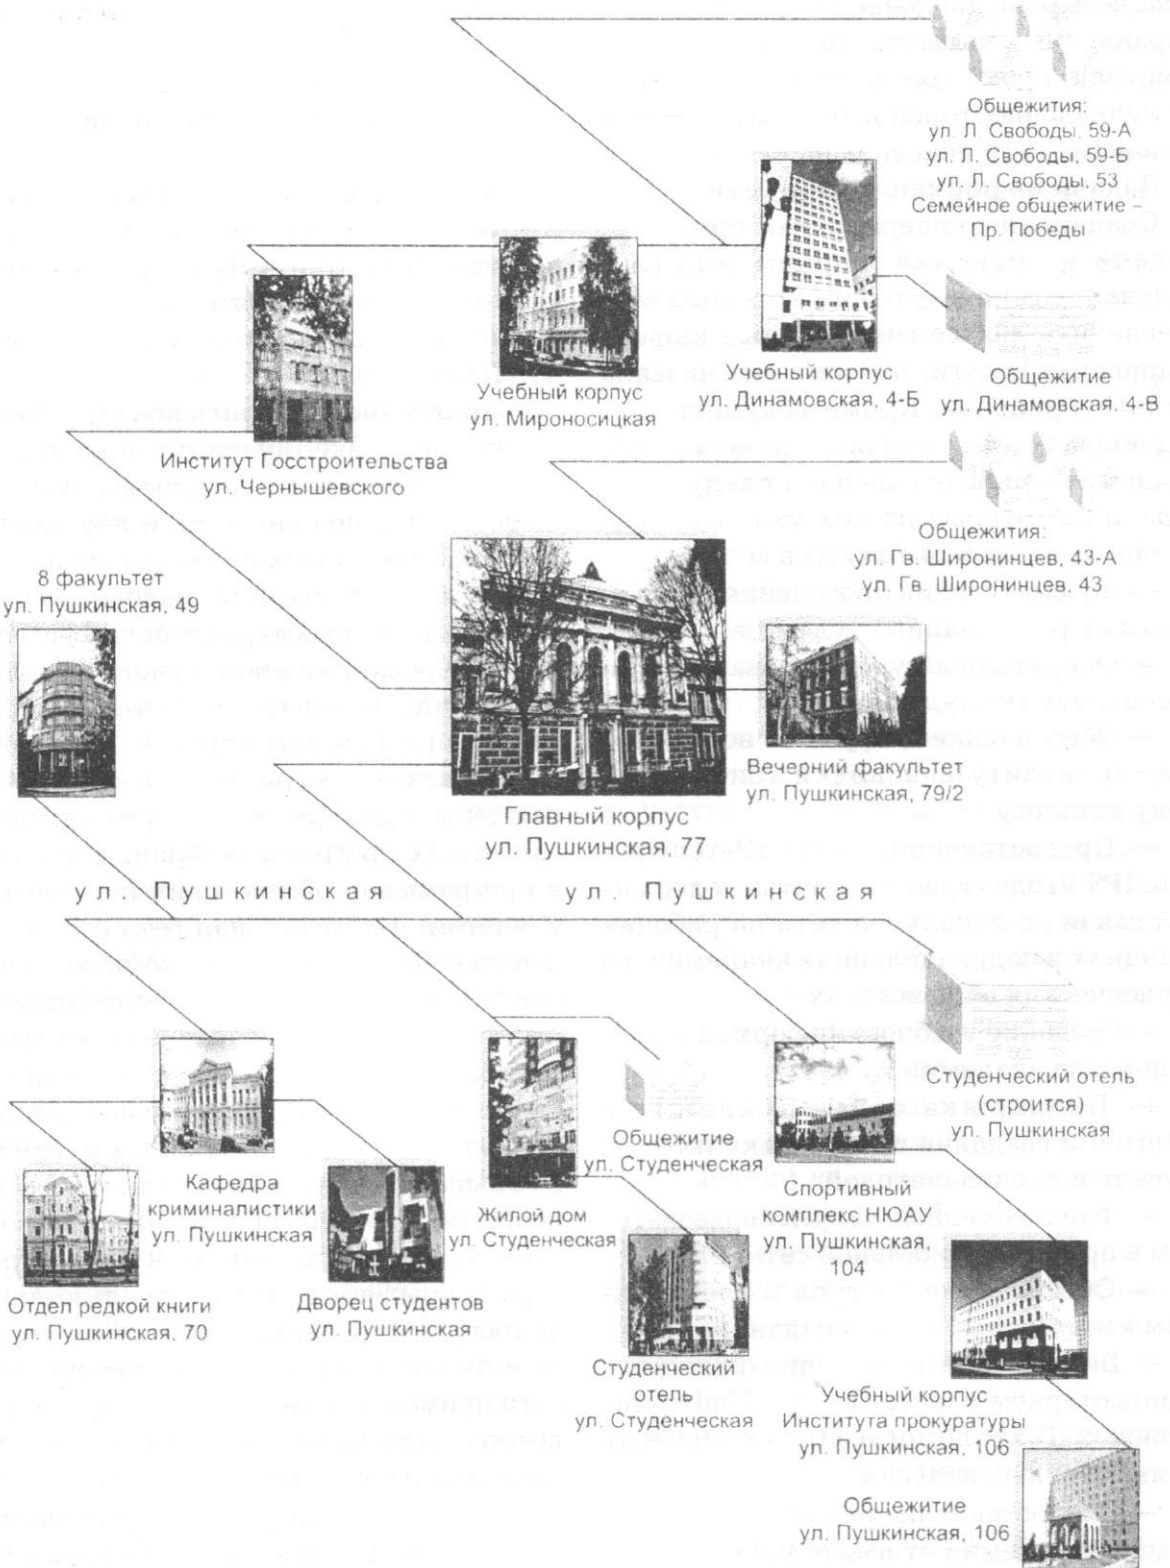 Общежития:
ул. Л. Свободы, 59-А
ул. Л. Свободы, 59-Б
ул. Л. Свободы, 53
Семейное общежитие –
Пр. Победы
Учебный корпус
ул. Мироносицкая
Учебный корпус
ул. Динамовская, 4-Б
Общежитие
ул. Динамовская, 4-В
Институт Госстроительства
ул. Чернышевского
Общежития:
ул. Гв. Широнинцев, 43-А
ул. Гв. Широнинцев, 43
8 факультет
ул. Пушкинская, 49
Вечерний факультет
ул. Пушкинская, 79/2
Главный корпус
ул. Пушкинская, 77
ул. Пушкинская
ул. Пушкинская
Студенческий отель
(строится)
ул. Пушкинская
Общежитие
ул. Студенческая
Кафедра
криминалистики
ул. Пушкинская
Жилой дом
ул. Студенческая
Спортивный
комплекс НЮАУ
ул. Пушкинская,
104
Отдел редкой книги
ул. Пушкинская, 70
Дворец студентов
ул. Пушкинская
Студенческий
отель
ул. Студенческая
Учебный корпус
Института прокуратуры
ул. Пушкинская, 106
Общежитие
ул. Пушкинская, 106